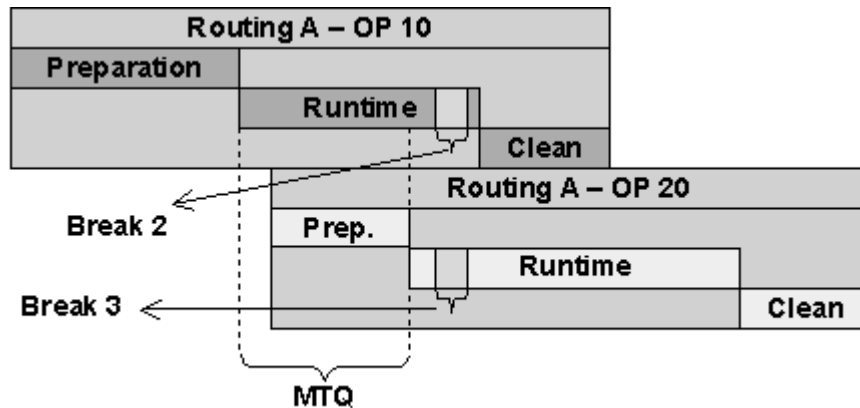 Routing A – OP 10
Preparation
Runtime
Clean
Routing A – OP 20
Break 2
Prep.
Runtime
Break 3
Clean
MTQ